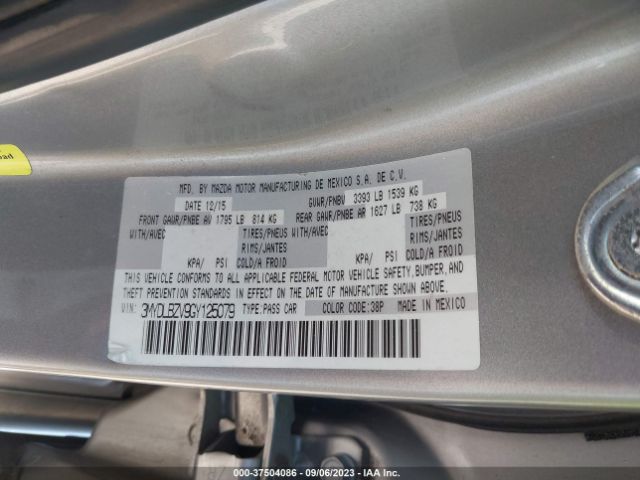 oad
MFD. BY MAZDA MOTOR MANUFACTURING DE MEXICO S.A. DE C.V.
DATE 12/15 GVWR/PNBV 3393 LB 1539 KG
FRONT GAWR/PNBE AV 1795 LB 814 KG REAR GAWR/PNBE AR 1627 LB 738 KG
WITH/AVEC TIRES/PNEUS WITH/AVEC TIRES/PNEUS
RIMS/JANTES RIMS/JANTES
KPA/ PSI COLD/A FROID KPA/ PSI COLD/A FROID
THIS VEHICLE CONFORMS TO ALL APPLICABLE FEDERAL MOTOR VEHICLE SAFETY, BUMPER, AND
THEFT PREVENTION STANDARDS IN EFFECT ON THE DATE OF MANUFACTURE SHOWN ABOVE.
VIN: 3MYDLBZV9GY125079 TYPE:PASS CAR COLOR CODE:38P MADE IN MEXICO
000-37504086 - 09/06/2023 - IAA Inc.